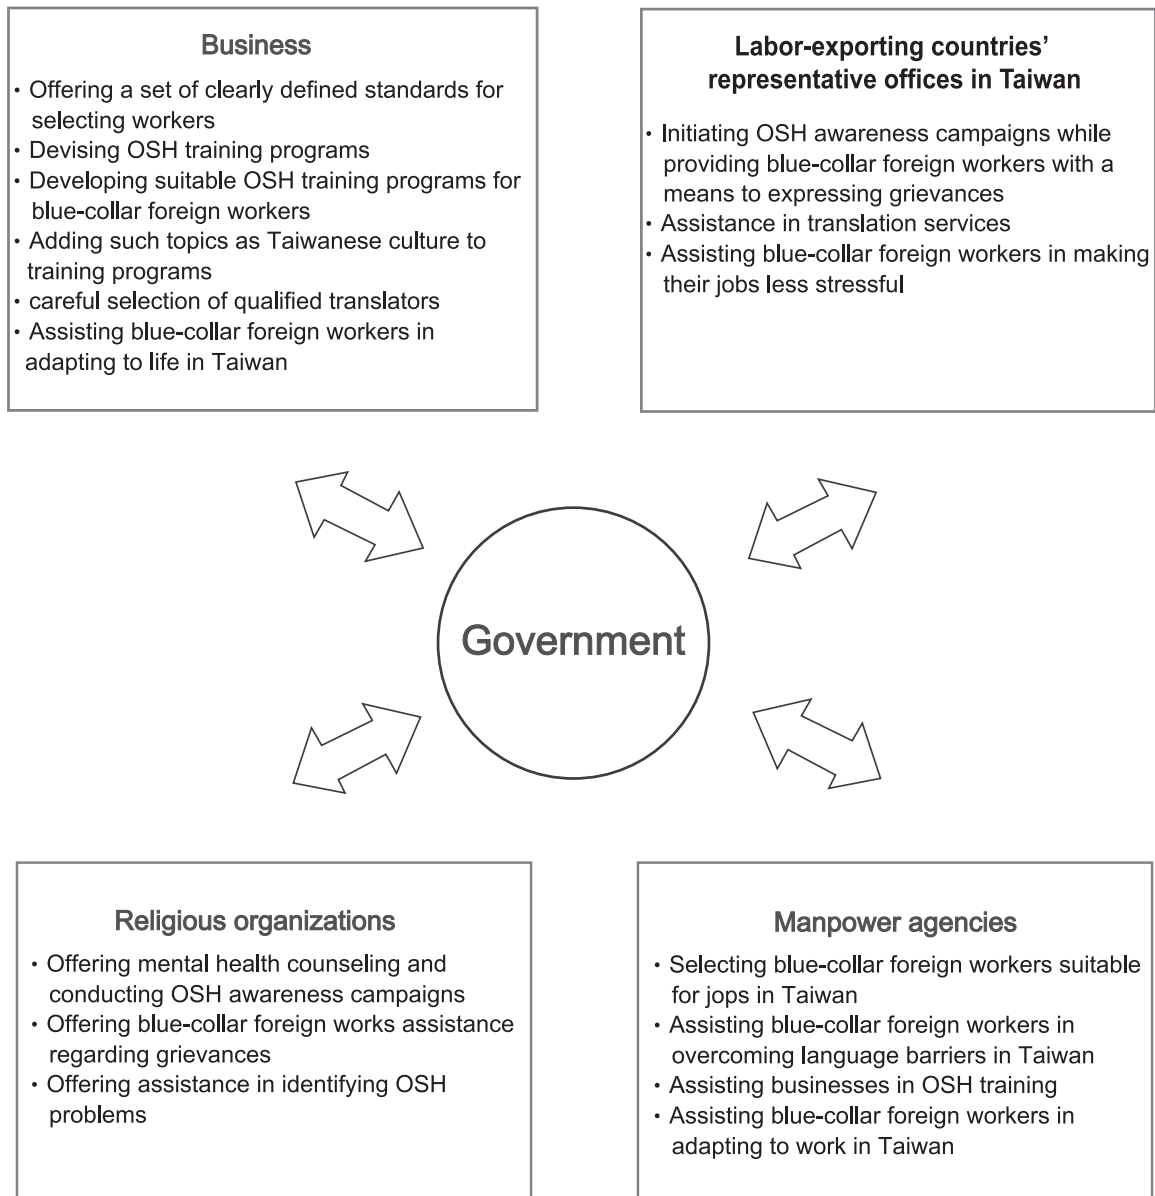 Business
• Offering a set of clearly defined standards for
selecting workers
• Devising OSH training programs
• Developing suitable OSH training programs for
blue-collar foreign workers
• Adding such topics as Taiwanese culture to
training programs
• careful selection of qualified translators
• Assisting blue-collar foreign workers in
adapting to life in Taiwan
Labor-exporting countries’
representative offices in Taiwan
• Initiating OSH awareness campaigns while
providing blue-collar foreign workers with a
means to expressing grievances
• Assistance in translation services
• Assisting blue-collar foreign workers in making
their jobs less stressful
Government
Religious organizations
• Offering mental health counseling and
conducting OSH awareness campaigns
• Offering blue-collar foreign works assistance
regarding grievances
• Offering assistance in identifying OSH
problems
Manpower agencies
• Selecting blue-collar foreign workers suitable
for jops in Taiwan
• Assisting blue-collar foreign workers in
overcoming language barriers in Taiwan
• Assisting businesses in OSH training
• Assisting blue-collar foreign workers in
adapting to work in Taiwan